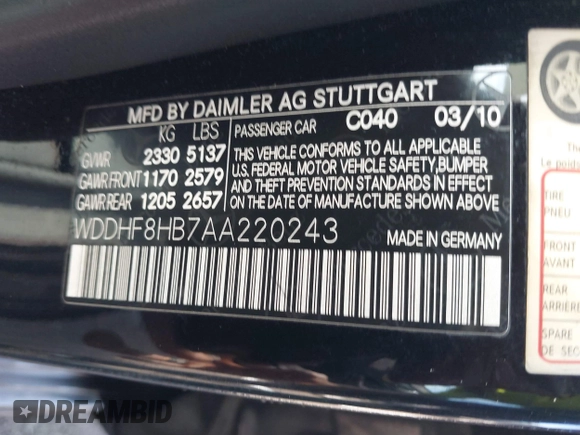 MFD BY DAIMLER AG STUTTGART
KG LBS
GVWR 2330 5137
GAWR FRONT 1170 2579
GAWR REAR 1205 2657
PASSENGER CAR C040 03/10
THIS VEHICLE CONFORMS TO ALL APPLICABLE
U.S. FEDERAL MOTOR VEHICLE SAFETY, BUMPER
AND THEFT PREVENTION STANDARDS IN EFFECT
ON THE DATE OF MANUFACTURE SHOWN ABOVE
WDDHF8HB7AA220243 MADE IN GERMANY
The
Le poids
TIRE
PNEU
FRONT
AVANT
REAR
ARRIERE
SPARE
DE SEC
DREAMBID